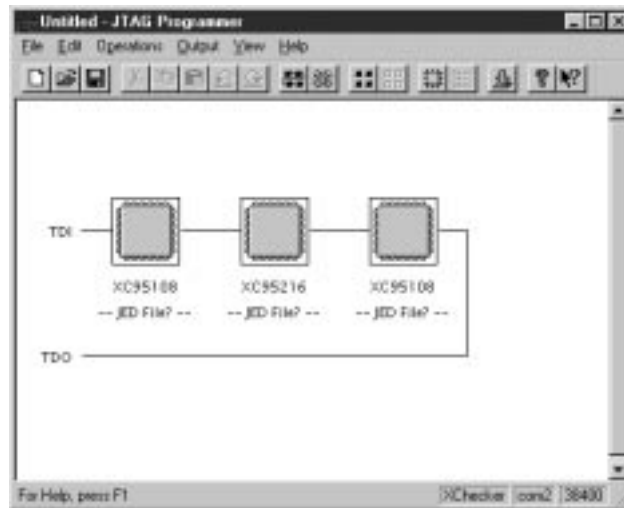 Untitled - JTAG Programmer
File Edit Operations Output View Help
TDI
XC95108 XC95216 XC95108
-- JED File? -- -- JED File? -- -- JED File? --
TDO
For Help, press F1 XChecker com2 38400